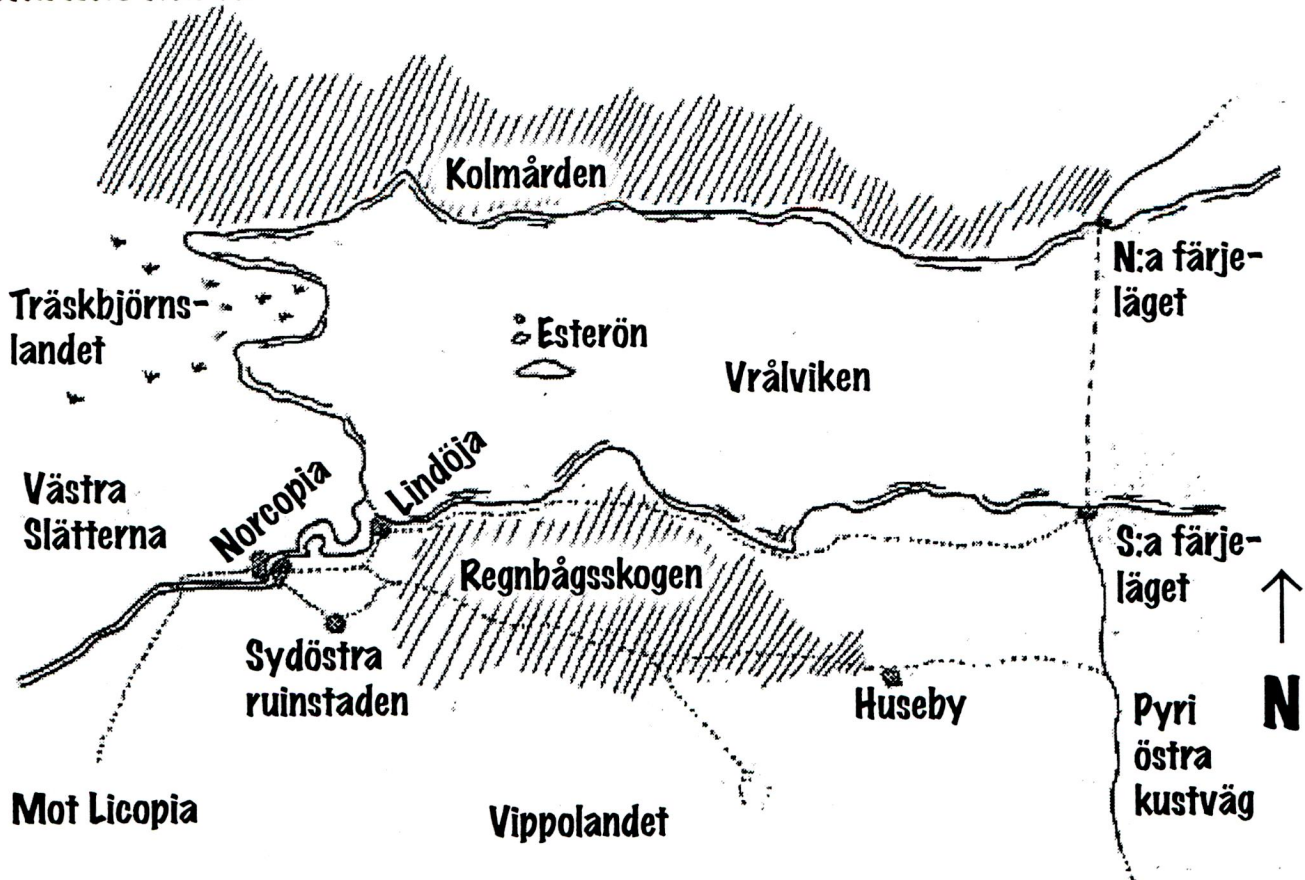 Kolmården
N:a färje-
läget
Träskbjörns-
landet
Esterön
Vrålviken
Västra
Slätterna
Norcopia
Lindöja
Regnbågsskogen
S:a färje-
läget
Sydöstra
ruinstaden
Huseby
Pyri
östra
kustväg
N
Mot Licopia
Vippolandet